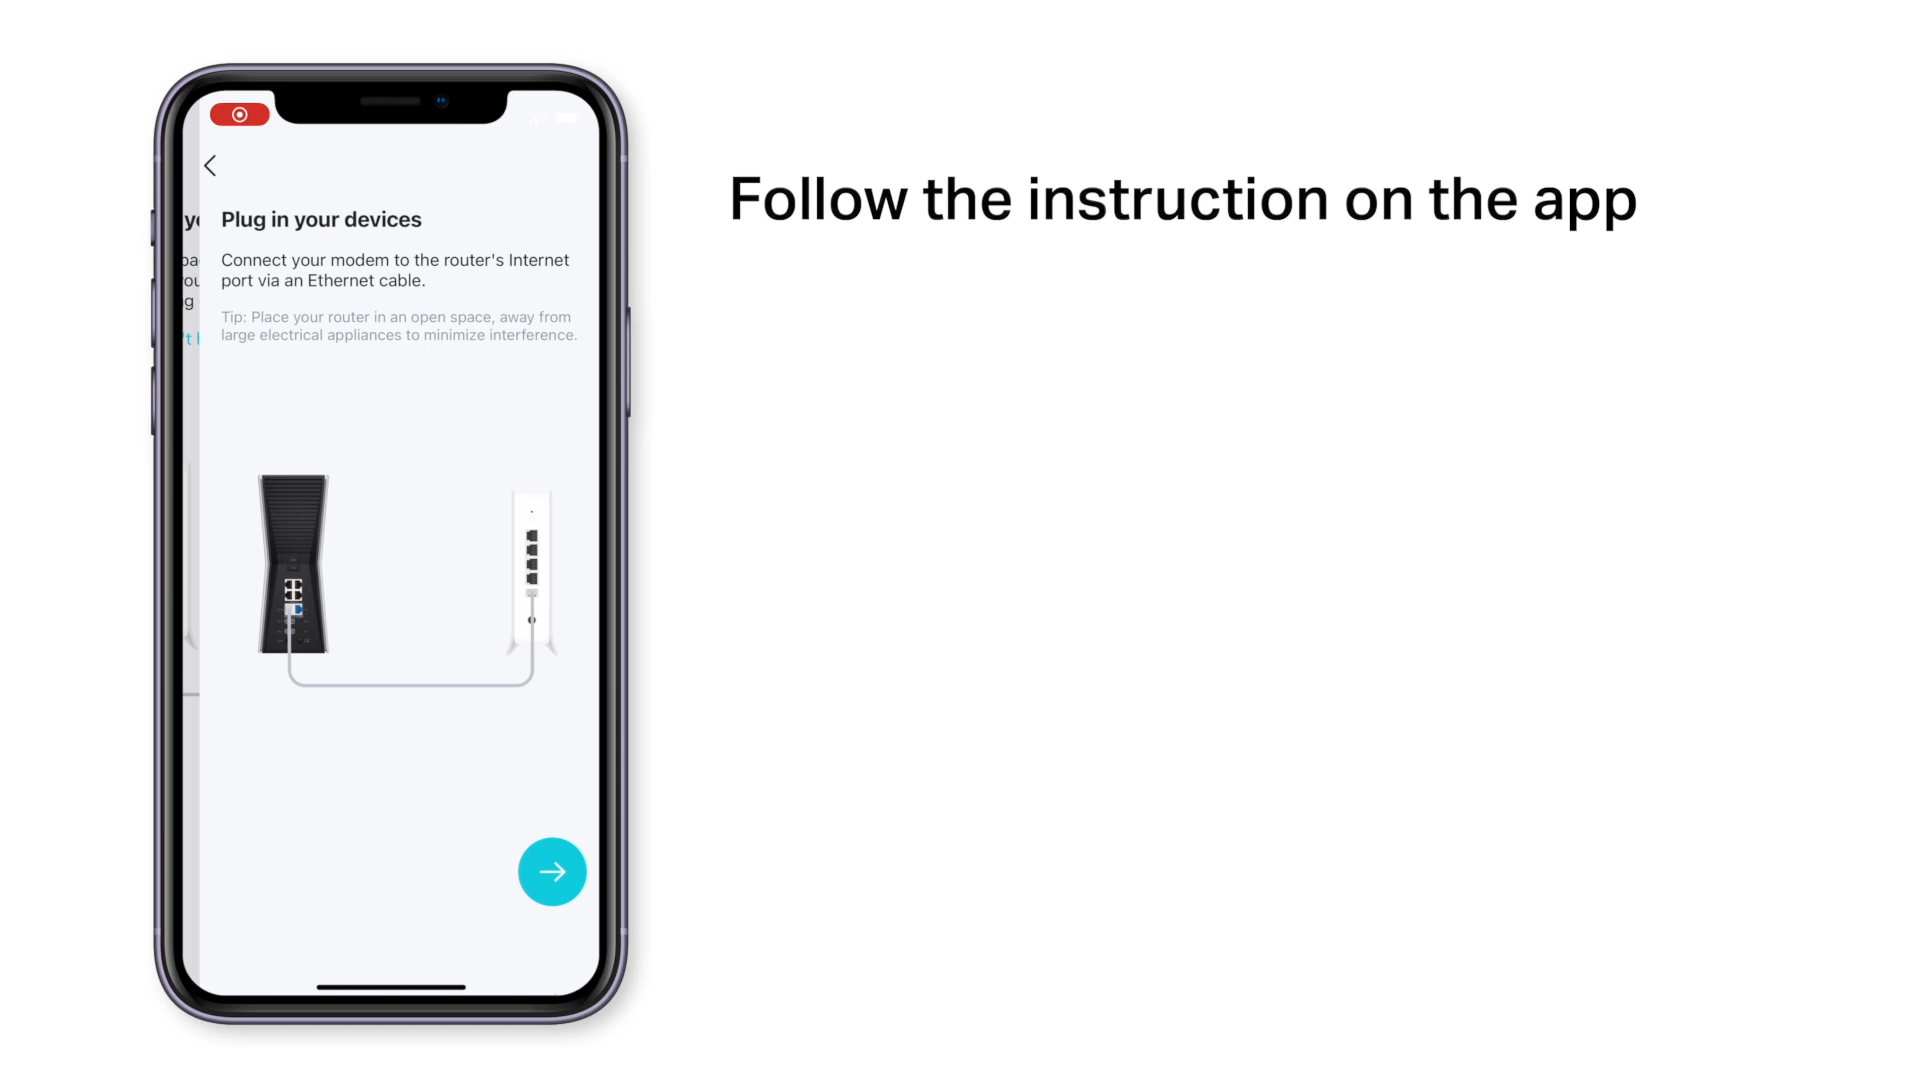 Follow the instruction on the app
Plug in your devices
Connect your modem to the router's Internet
port via an Ethernet cable.
Tip: Place your router in an open space, away from
large electrical appliances to minimize interference.